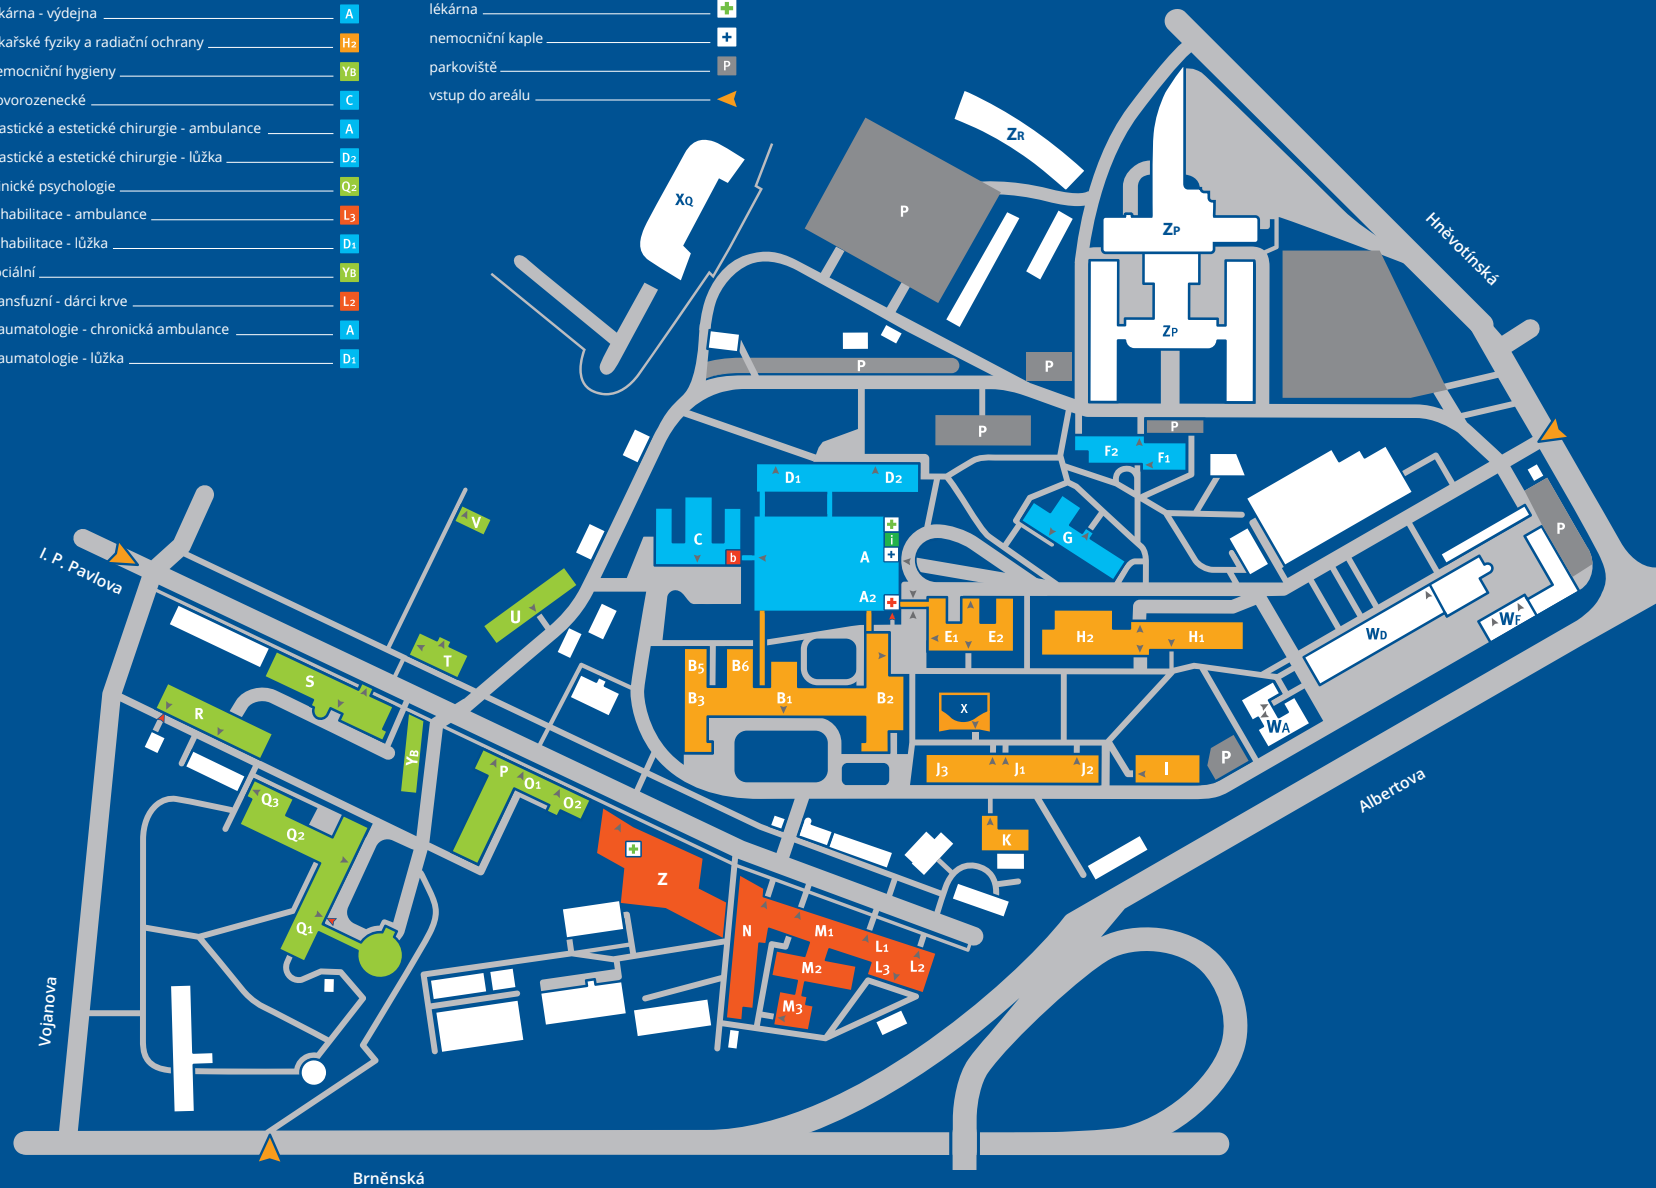 kárna - výdejna A
kařské fyziky a radiační ochrany H2
emocniční hygieny YB
ovorozenecké C
astické a estetické chirurgie - ambulance A
astické a estetické chirurgie - lůžka D2
inické psychologie Q2
habilitace - ambulance L3
habilitace - lůžka D1
ociální YB
ansfuzní - dárci krve L2
aumatologie - chronická ambulance A
aumatologie - lůžka D1
lékárna
nemocniční kaple
parkoviště P
vstup do areálu
ZR
XQ
P
ZP
Hněvotínská
ZP
P
P
P
P
F2
F1
D1
D2
V
I. P. Pavlova
C
b
A
i
G
P
A2
U
E1
E2
H2
H1
WD
WF
T
S
B5
B6
B3
B1
B2
R
X
WA
YB
P
O1
O2
J3
J1
J2
I
P
Q3
Q2
Albertova
K
Z
Q1
N
M1
L1
L3
L2
M2
M3
Vojanova
Brněnská